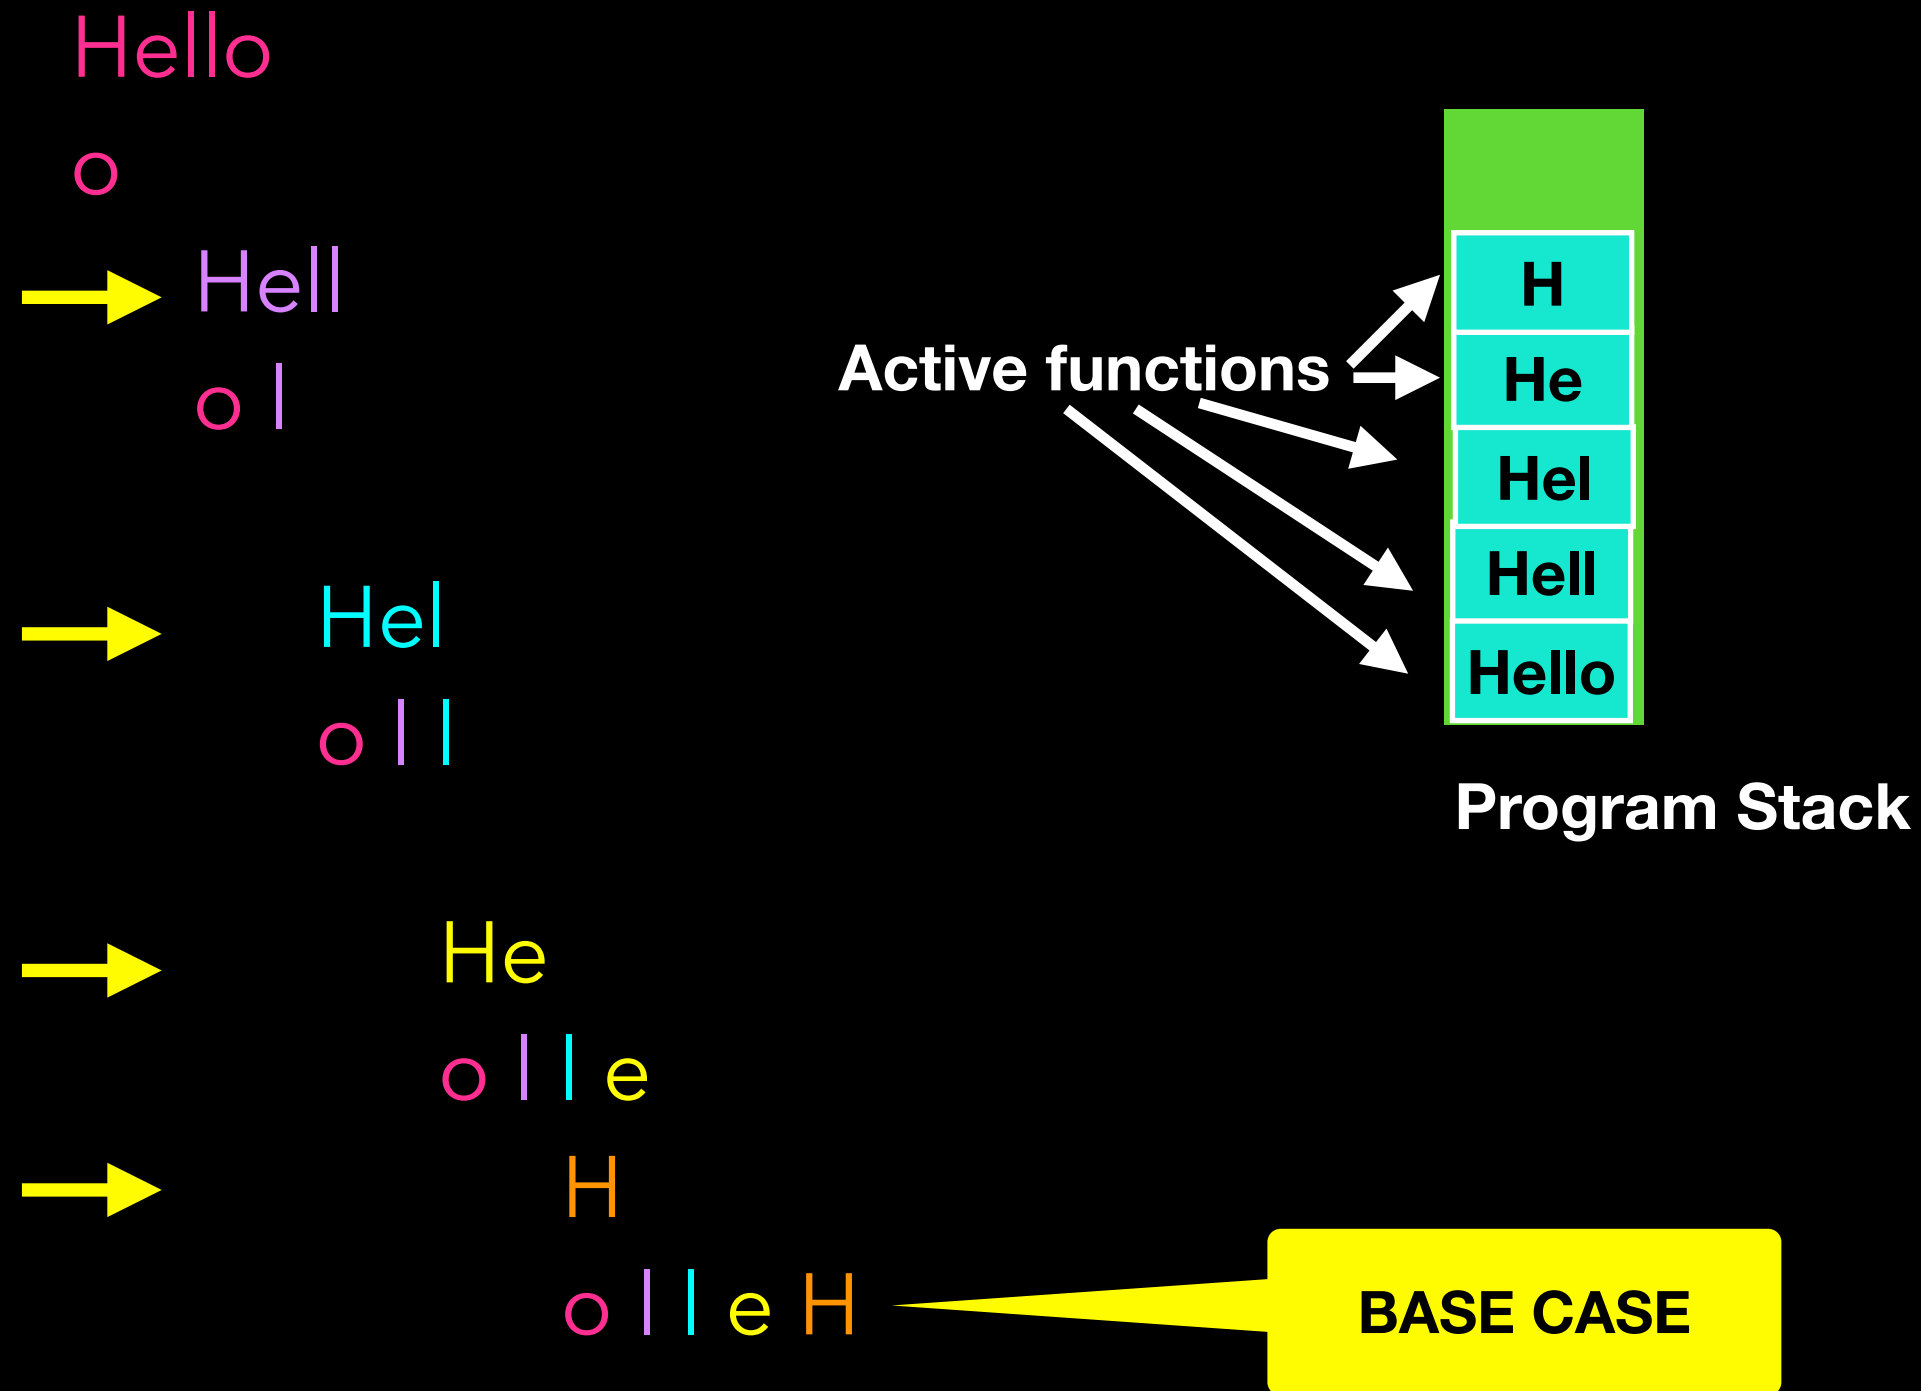 Hello
o
Hell
o l
Hel
o l l
He
o l l e
H
o l l e H
BASE CASE
Active functions
H
He
Hel
Hell
Hello
Program Stack